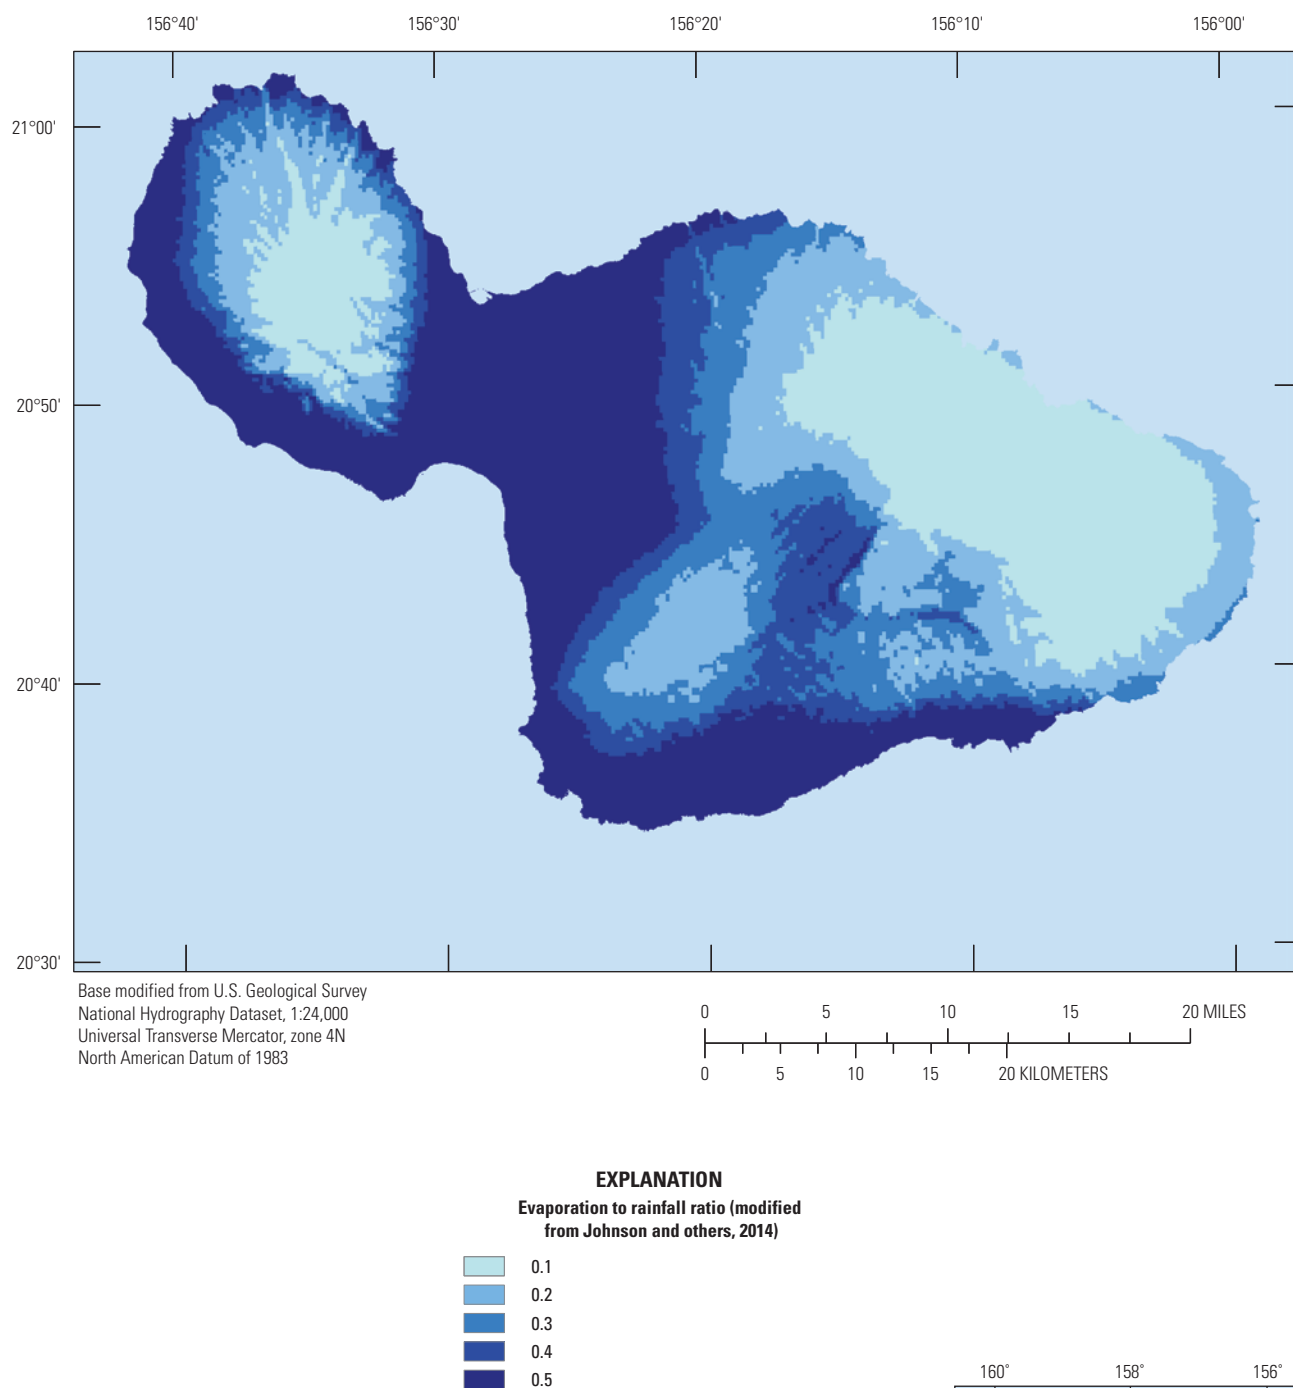 156°40' 156°30' 156°20' 156°10' 156°00'
21°00'
20°50'
20°40'
20°30'
Base modified from U.S. Geological Survey
National Hydrography Dataset, 1:24,000
Universal Transverse Mercator, zone 4N
North American Datum of 1983
0 5 10 15 20 MILES
0 5 10 15 20 KILOMETERS
EXPLANATION
Evaporation to rainfall ratio (modified
from Johnson and others, 2014)
0.1
0.2
0.3
0.4
0.5
160° 158° 156°